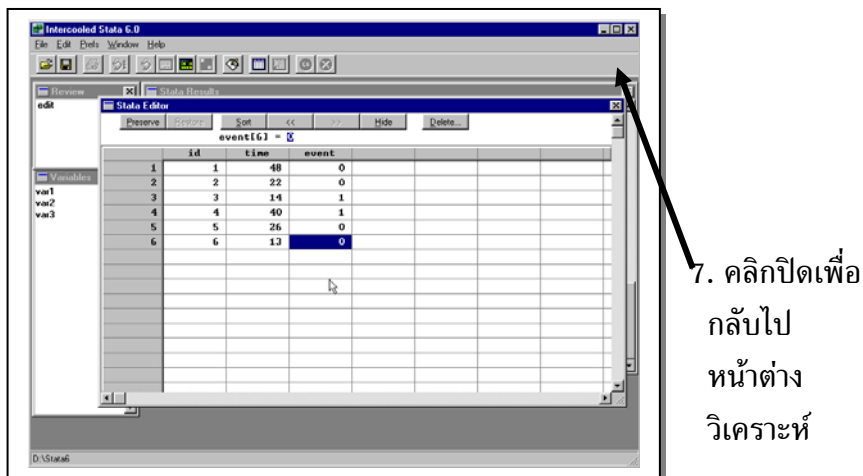 Intercooled Stata 6.0
File Edit Prefs Window Help
Review
Stata Results
edit
Stata Editor
Preserve Restore Sort << >> Hide Delete...
event[6] = 0
id time event
1 1 48 0
2 2 22 0
3 3 14 1
4 4 40 1
5 5 26 0
6 6 13 0
Variables
var1
var2
var3
D:\Stata6
7. คลิกปิดเพื่อ
กลับไป
หน้าต่าง
วิเคราะห์